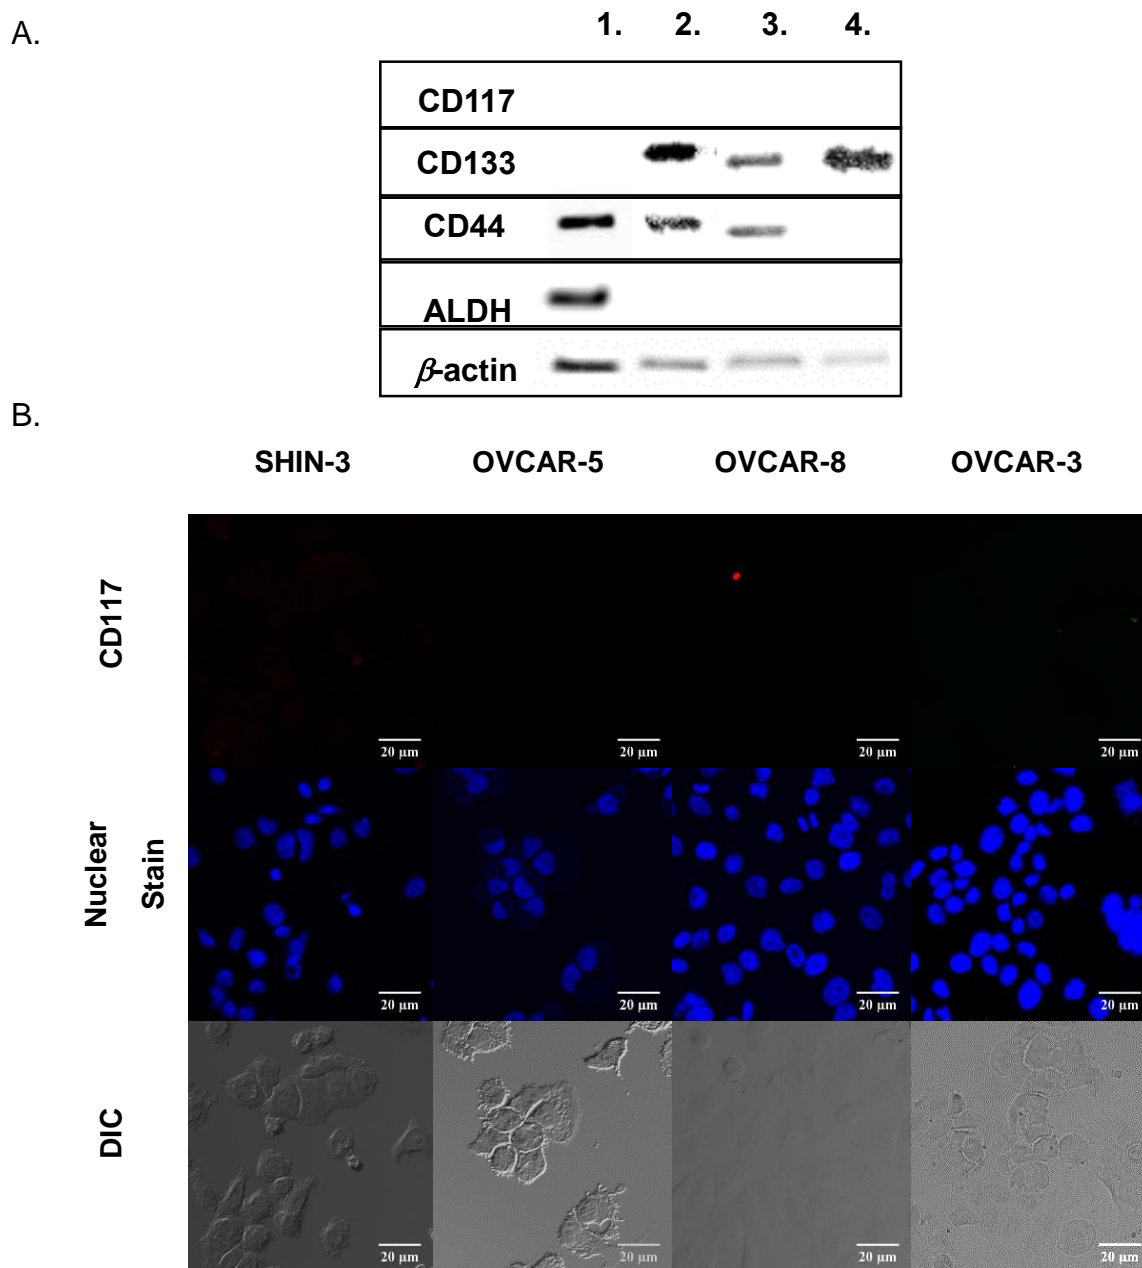 A.
1. 2. 3. 4.
CD117
CD133
CD44
ALDH
β-actin
B.
SHIN-3 OVCAR-5 OVCAR-8 OVCAR-3
CD117
20 µm 20 µm 20 µm 20 µm
Nuclear
Stain
20 µm 20 µm 20 µm 20 µm
DIC
20 µm 20 µm 20 µm 20 µm